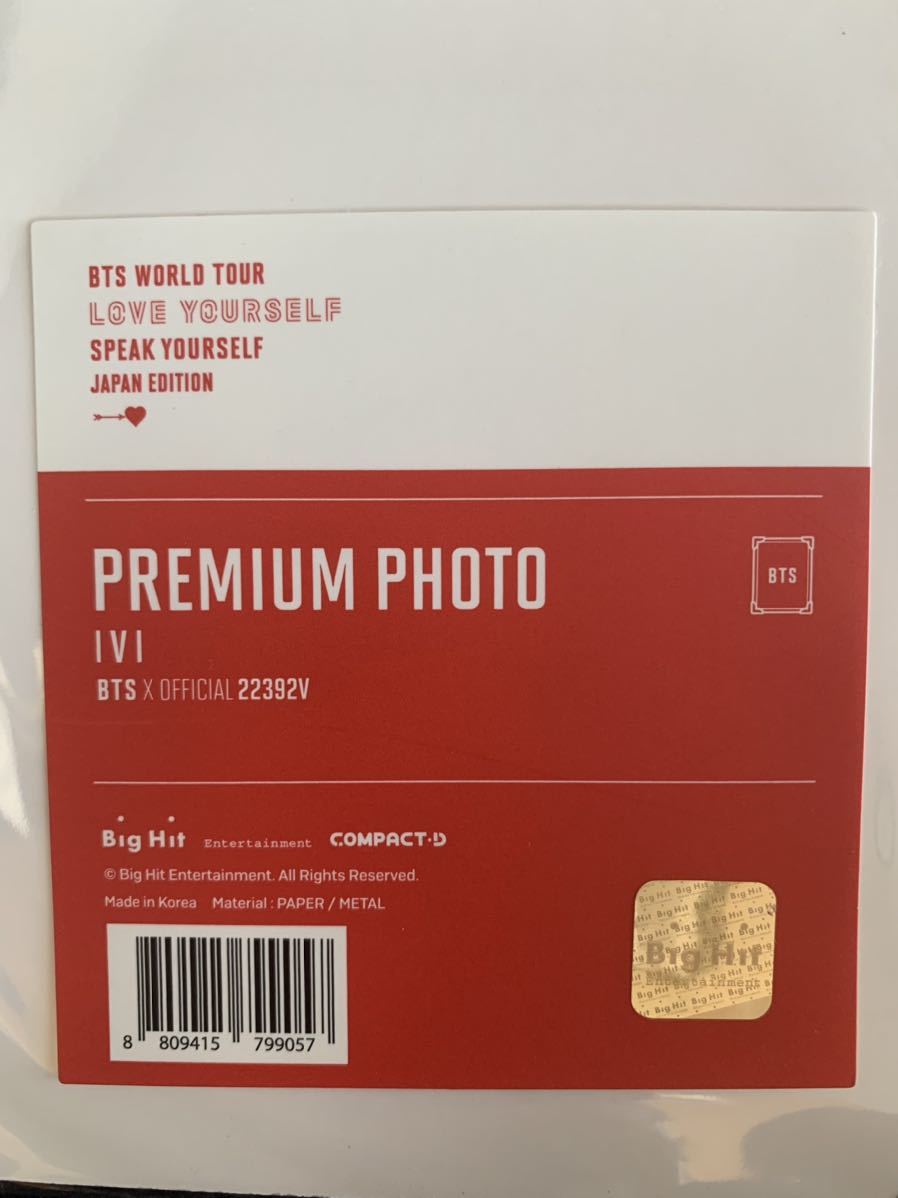 BTS WORLD TOUR
LOVE YOURSELF
SPEAK YOURSELF
JAPAN EDITION
PREMIUM PHOTO
BTS
| V |
BTS X OFFICIAL 22392V
Big Hit Entertainment COMPACT·D
© Big Hit Entertainment. All Rights Reserved.
Made in Korea Material : PAPER / METAL
8 809415 799057
Big Hit
Entertainment